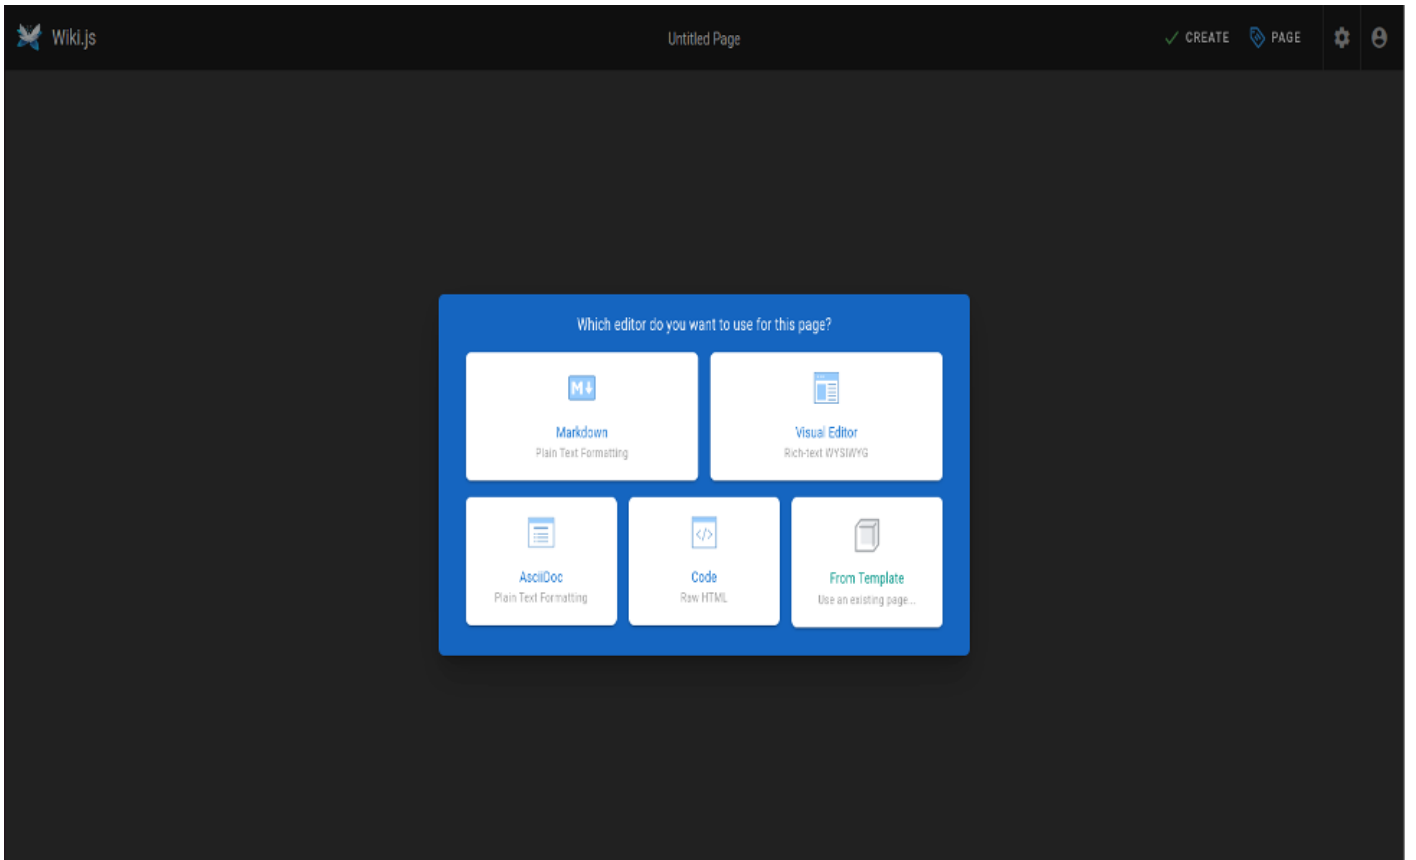 Wiki.js
Untitled Page
CREATE
PAGE
Which editor do you want to use for this page?
M
Markdown
Plain Text Formatting
Visual Editor
Rich-text WYSIWYG
AsciiDoc
Plain Text Formatting
</>
Code
Raw HTML
From Template
Use an existing page...